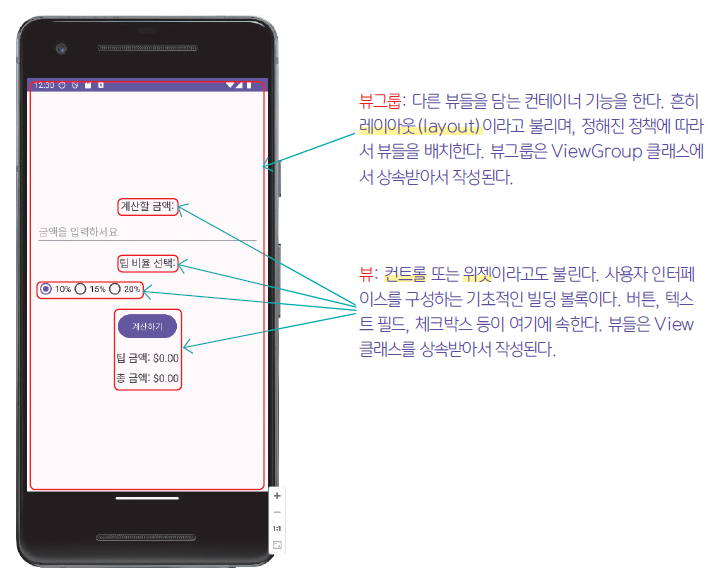 12:30
뷰그룹: 다른 뷰들을 담는 컨테이너 기능을 한다. 흔히
레이아웃(layout)이라고 불리며, 정해진 정책에 따라
서 뷰들을 배치한다. 뷰그룹은 ViewGroup 클래스에
서 상속받아서 작성된다.
계산할 금액:
금액을 입력하세요
팁 비율 선택:
10% 15% 20%
계산하기
팁 금액: $0.00
총 금액: $0.00
뷰: 컨트롤 또는 위젯이라고도 불린다. 사용자 인터페
이스를 구성하는 기초적인 빌딩 블록이다. 버튼, 텍스
트 필드, 체크박스 등이 여기에 속한다. 뷰들은 View
클래스를 상속받아서 작성된다.
1:1